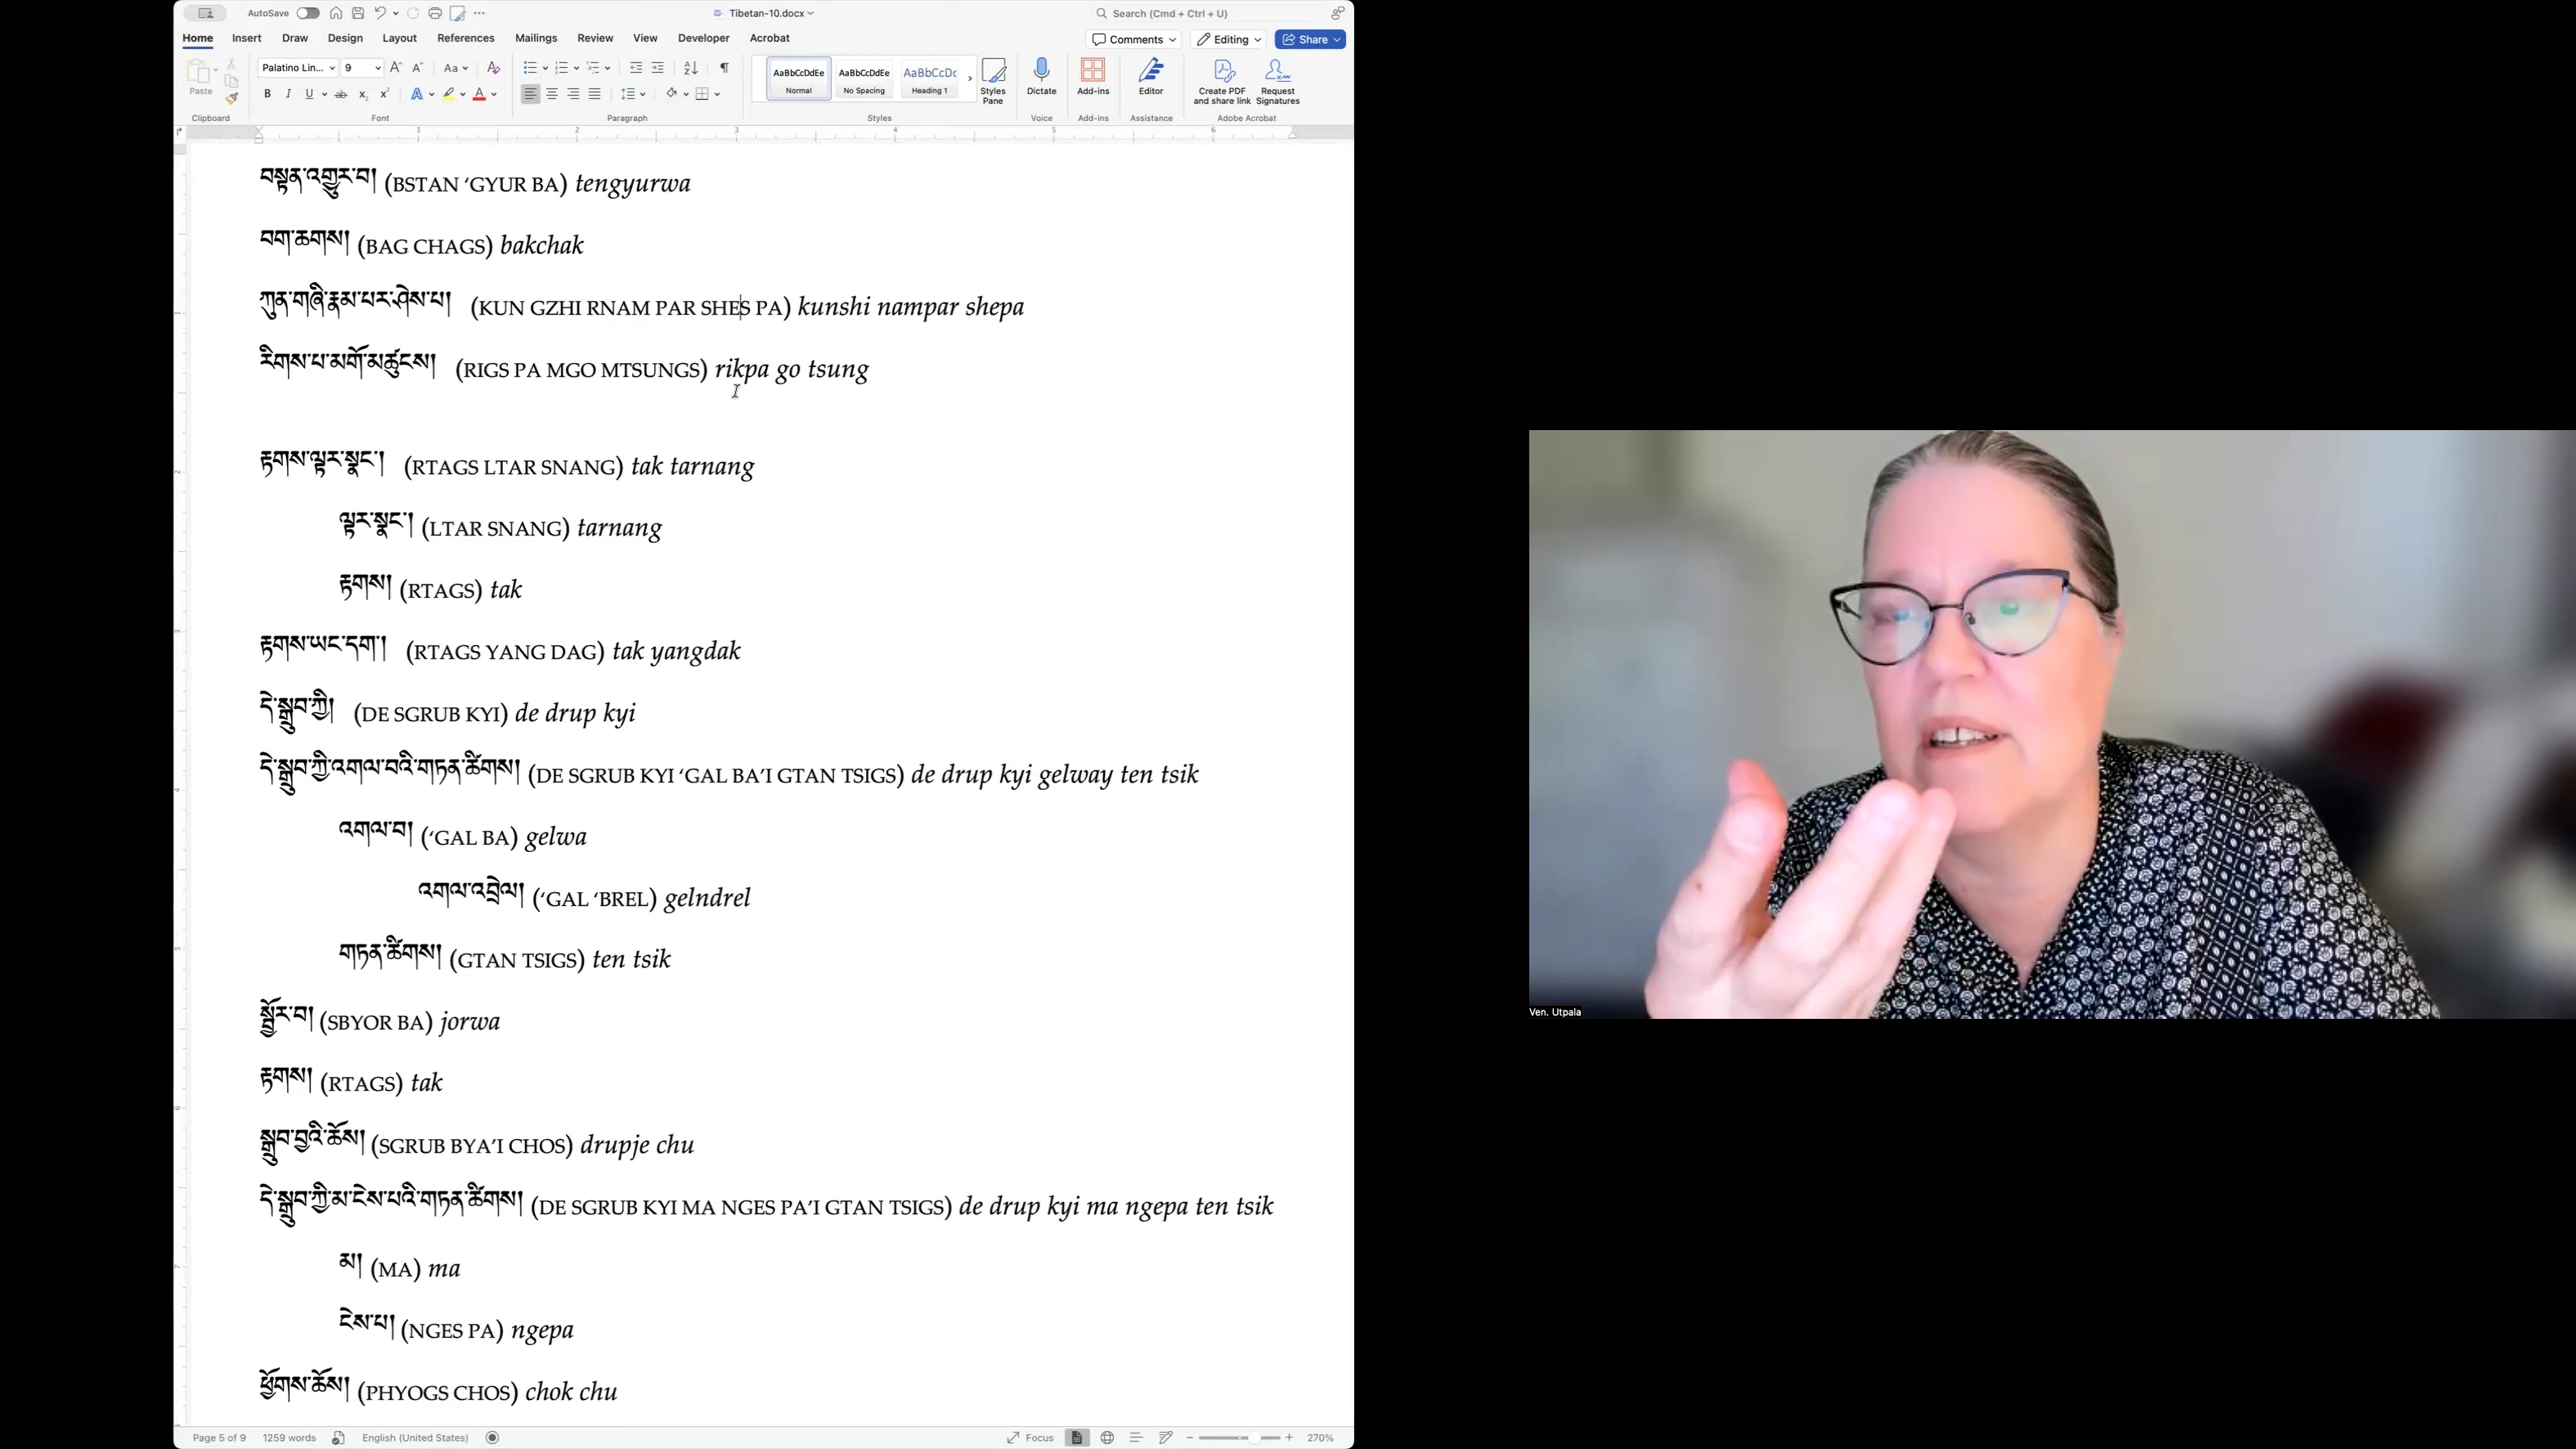 AutoSave
Tibetan-10.docx
Search (Cmd + Ctrl + U)
Home Insert Draw Design Layout References Mailings Review View Developer Acrobat
Comments Editing Share
Palatino Lin... 9
Aa
AaBbCcDdEe AaBbCcDdEe AaBbCcDc
Normal No Spacing Heading 1
Paste
Styles Pane
Dictate
Add-ins
Editor
Create PDF and share link
Request Signatures
Clipboard Font Paragraph Styles Voice Add-ins Assistance Adobe Acrobat
1 2 3 4 5 6
བསྟན་འགྱུར་བ། (BSTAN ‘GYUR BA) tengyurwa
བག་ཆགས། (BAG CHAGS) bakchak
ཀུན་གཞི་རྣམ་པར་ཤེས་པ། (KUN GZHI RNAM PAR SHES PA) kunshi nampar shepa
རིགས་པ་མགོ་མཚུངས། (RIGS PA MGO MTSUNGS) rikpa go tsung
རྟགས་ལྟར་སྣང་། (RTAGS LTAR SNANG) tak tarnang
ལྟར་སྣང་། (LTAR SNANG) tarnang
རྟགས། (RTAGS) tak
རྟགས་ཡང་དག། (RTAGS YANG DAG) tak yangdak
དེ་སྒྲུབ་ཀྱི། (DE SGRUB KYI) de drup kyi
དེ་སྒྲུབ་ཀྱི་འགལ་བའི་གཏན་ཚིགས། (DE SGRUB KYI ‘GAL BA’I GTAN TSIGS) de drup kyi gelway ten tsik
འགལ་བ། (‘GAL BA) gelwa
འགལ་འབྲེལ། (‘GAL ‘BREL) gelndrel
གཏན་ཚིགས། (GTAN TSIGS) ten tsik
སྦྱོར་བ། (SBYOR BA) jorwa
རྟགས། (RTAGS) tak
སྒྲུབ་བྱའི་ཆོས། (SGRUB BYA’I CHOS) drupje chu
དེ་སྒྲུབ་ཀྱི་མ་ངེས་པའི་གཏན་ཚིགས། (DE SGRUB KYI MA NGES PA’I GTAN TSIGS) de drup kyi ma ngepa ten tsik
མ། (MA) ma
ངེས་པ། (NGES PA) ngepa
ཕྱོགས་ཆོས། (PHYOGS CHOS) chok chu
Page 5 of 9 1259 words English (United States) Focus 270%
Ven. Utpala